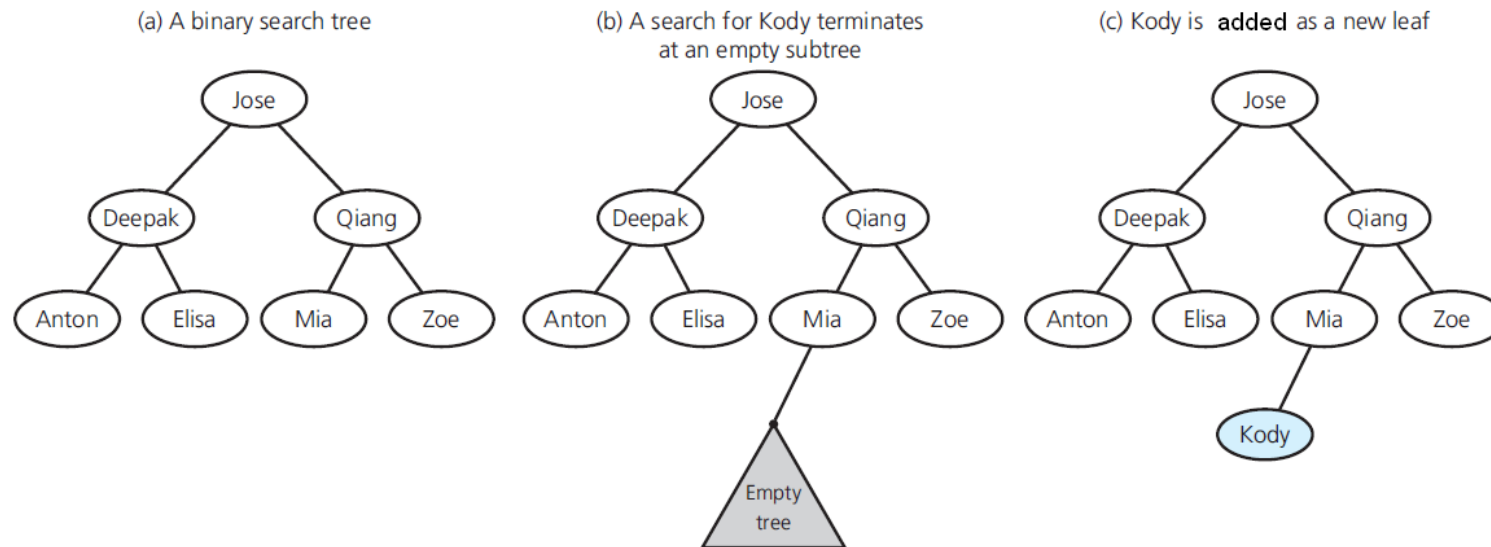 (a) A binary search tree
Jose
Deepak
Qiang
Anton
Elisa
Mia
Zoe
(b) A search for Kody terminates
at an empty subtree
Jose
Deepak
Qiang
Anton
Elisa
Mia
Zoe
Empty
tree
(c) Kody is added as a new leaf
Jose
Deepak
Qiang
Anton
Elisa
Mia
Zoe
Kody